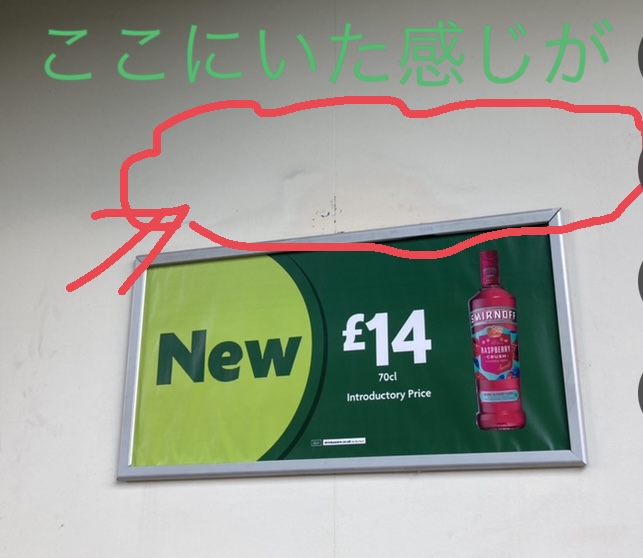 ここにいた感じが
New
£14
70cl
Introductory Price
SMIRNOFF
RASPBERRY
CRUSH